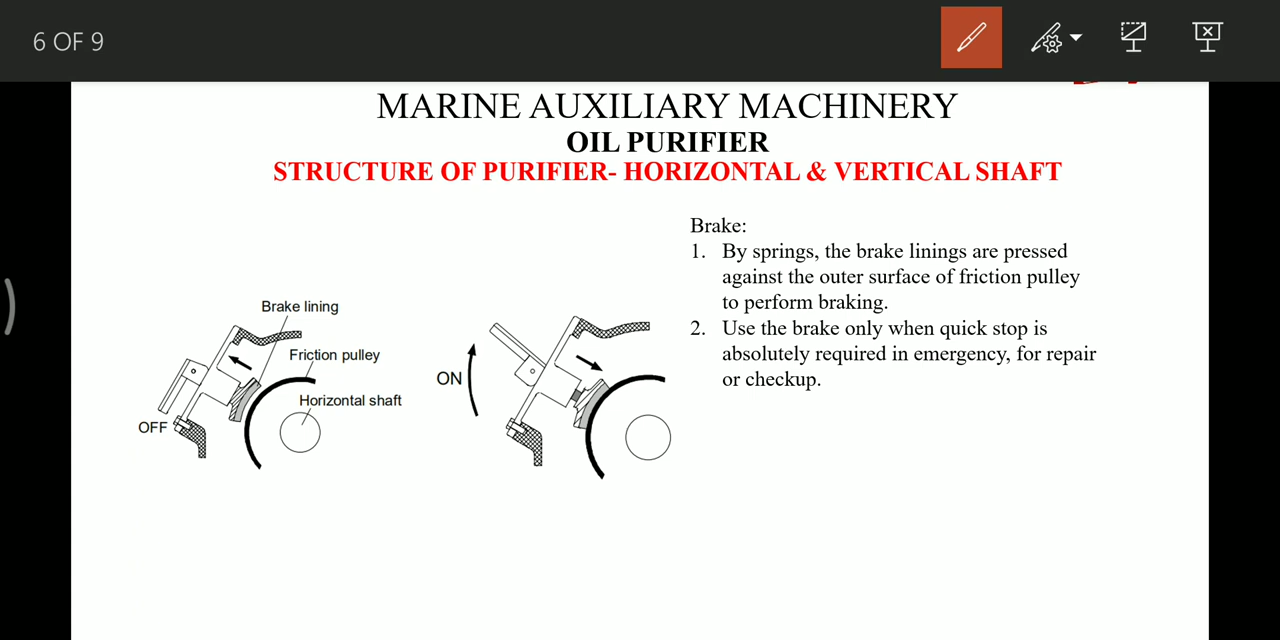 6 OF 9
MARINE AUXILIARY MACHINERY
OIL PURIFIER
STRUCTURE OF PURIFIER- HORIZONTAL & VERTICAL SHAFT
Brake:
1. By springs, the brake linings are pressed
against the outer surface of friction pulley
to perform braking.
2. Use the brake only when quick stop is
absolutely required in emergency, for repair
or checkup.
Brake lining
Friction pulley
Horizontal shaft
OFF
ON